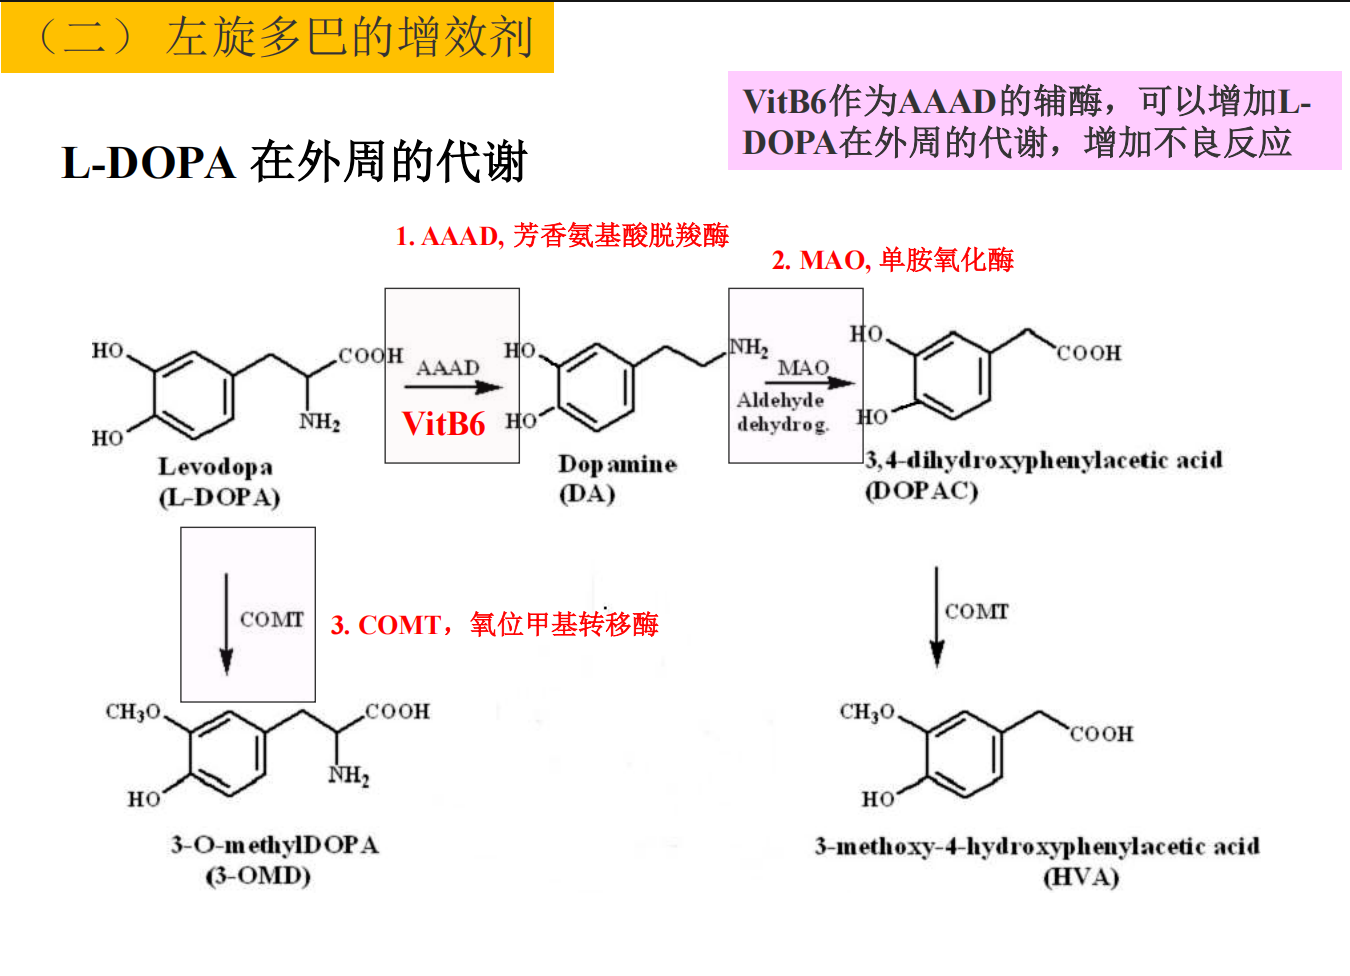 （二） 左旋多巴的增效剂
VitB6作为AAAD的辅酶，可以增加L-
DOPA在外周的代谢，增加不良反应
L-DOPA 在外周的代谢
1. AAAD, 芳香氨基酸脱羧酶
2. MAO, 单胺氧化酶
HO
HO
COOH
NH2
Levodopa
(L-DOPA)
AAAD
VitB6
HO
HO
NH2
Dopamine
(DA)
MAO
Aldehyde
dehydrog.
HO
HO
COOH
3,4-dihydroxyphenylacetic acid
(DOPAC)
COMT
3. COMT，氧位甲基转移酶
COMT
CH3O
HO
COOH
NH2
3-O-methylDOPA
(3-OMD)
CH3O
HO
COOH
3-methoxy-4-hydroxyphenylacetic acid
(HVA)